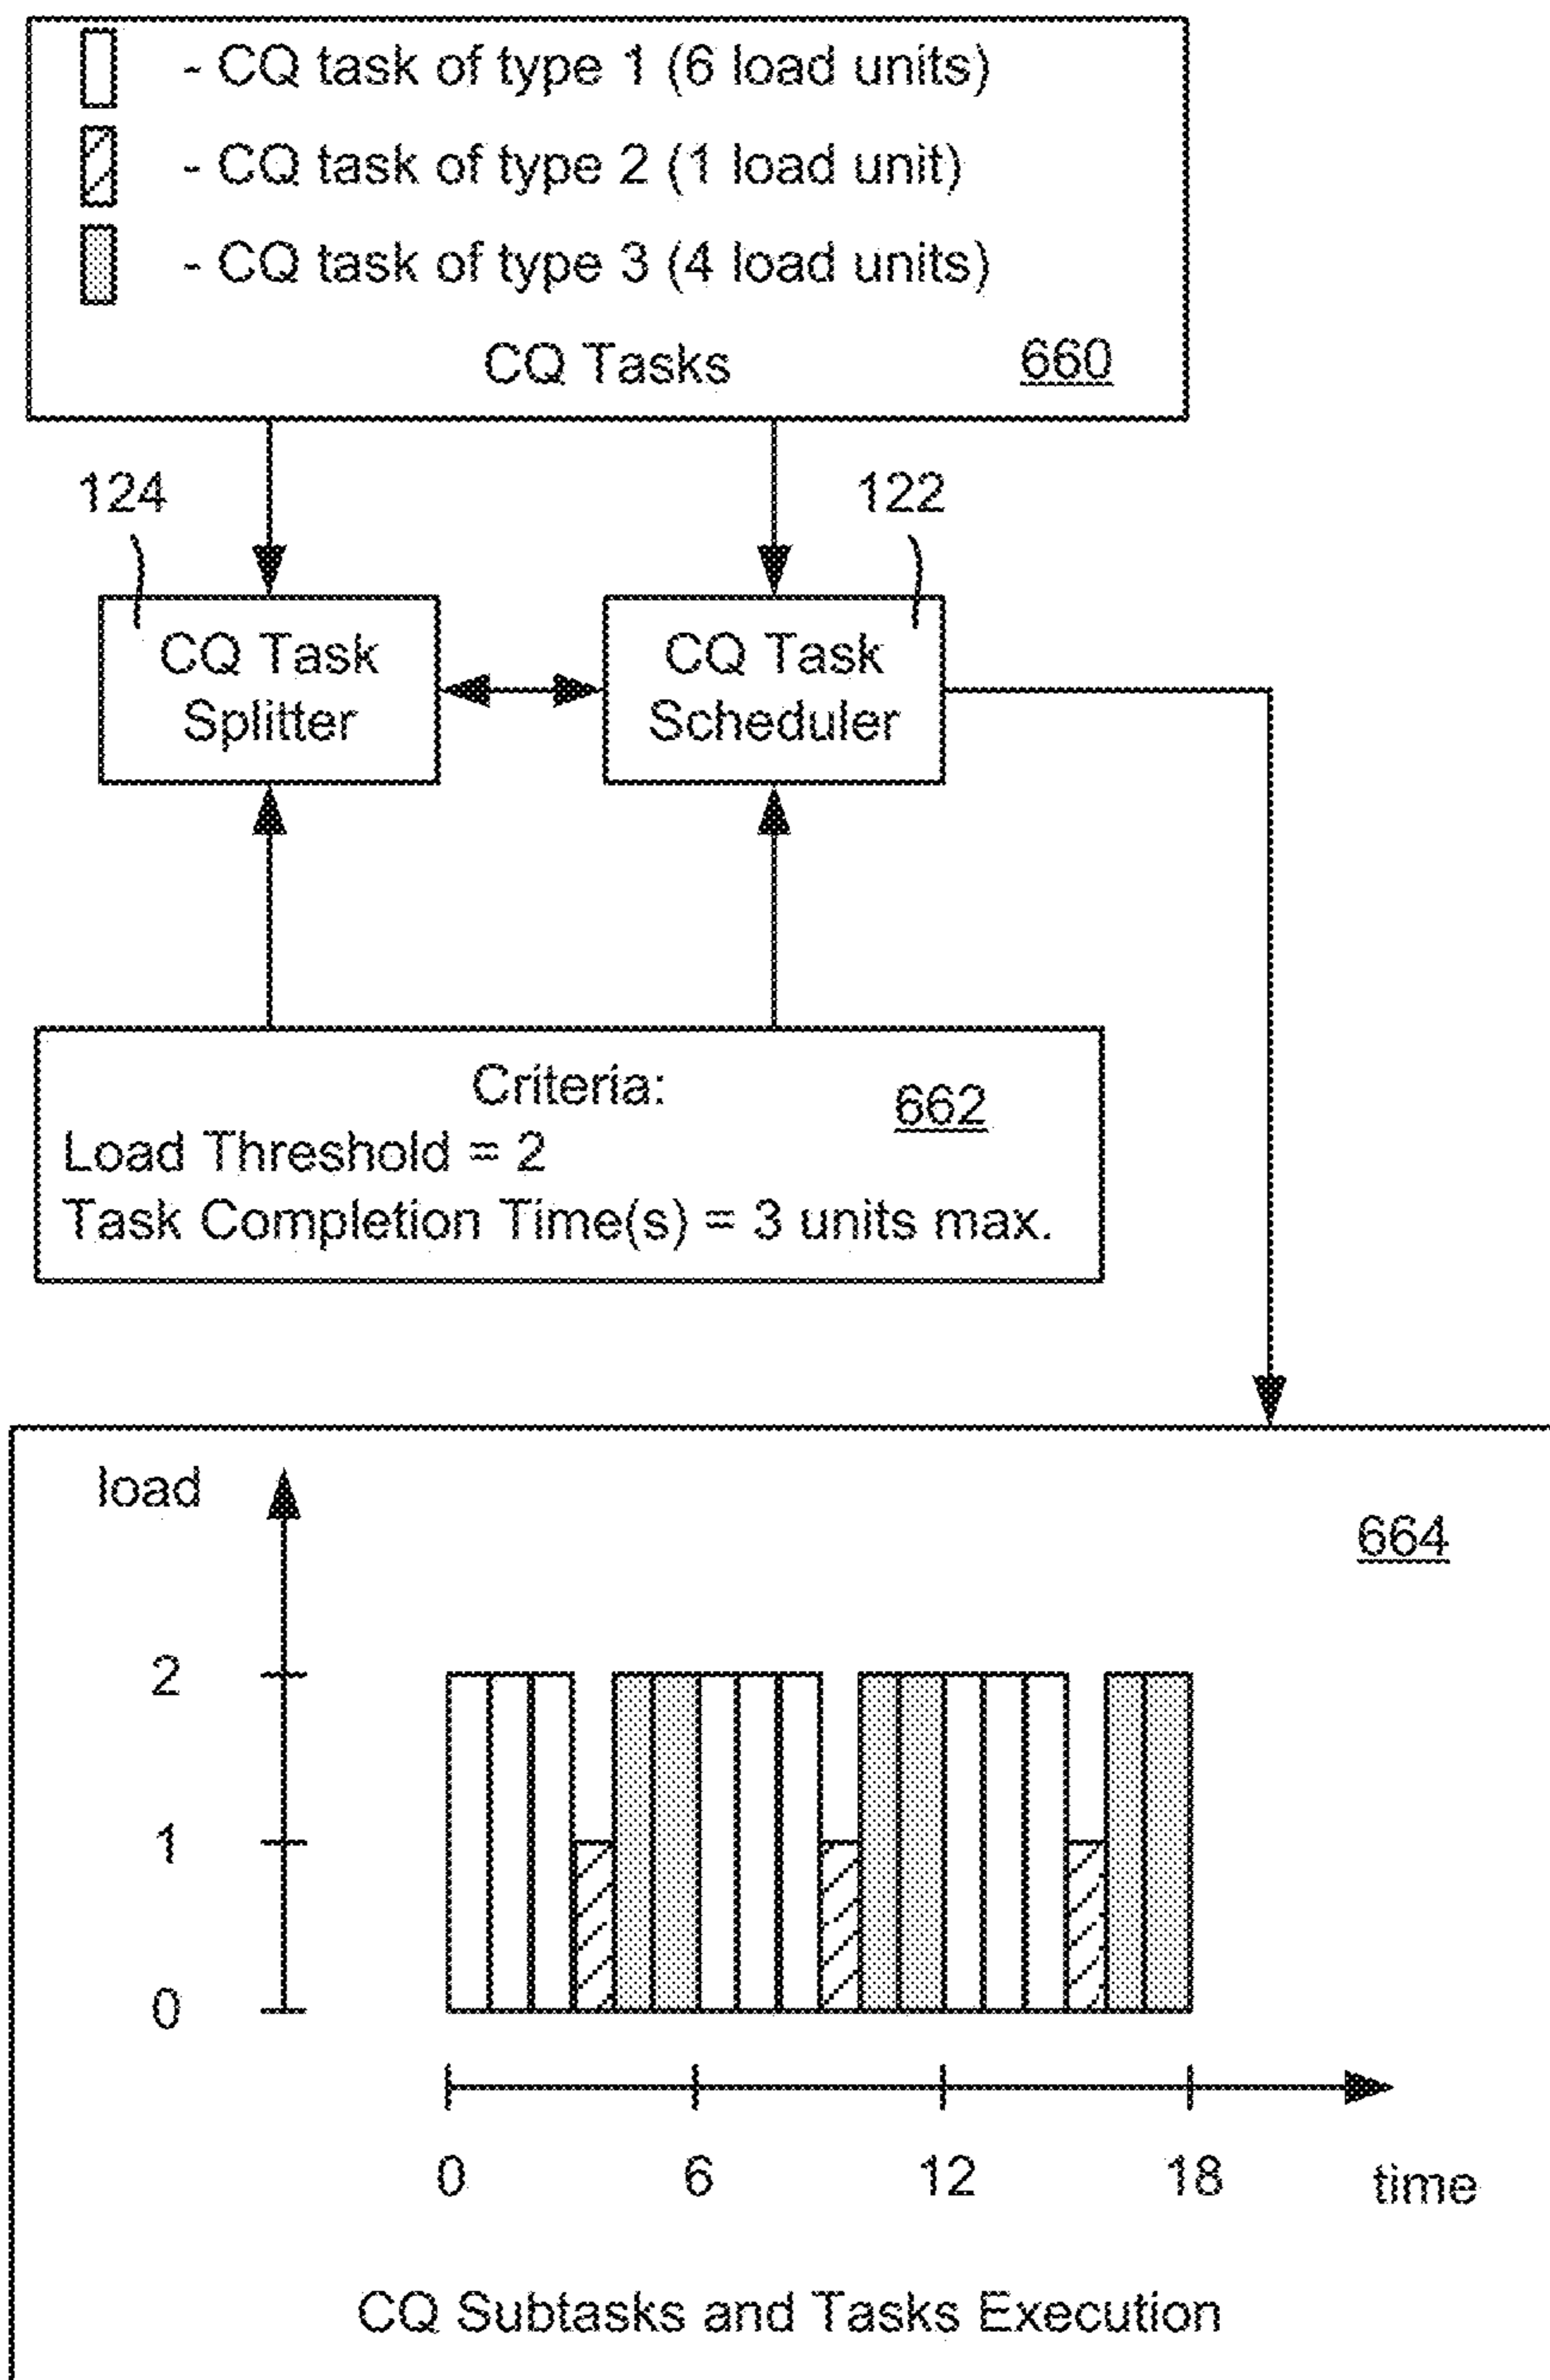 - CQ task of type 1 (6 load units)
- CQ task of type 2 (1 load unit)
- CQ task of type 3 (4 load units)
CQ Tasks 660
124 122
CQ Task
Splitter
CQ Task
Scheduler
Criteria: 662
Load Threshold = 2
Task Completion Time(s) = 3 units max.
load
664
2
1
0
0 6 12 18 time
CQ Subtasks and Tasks Execution